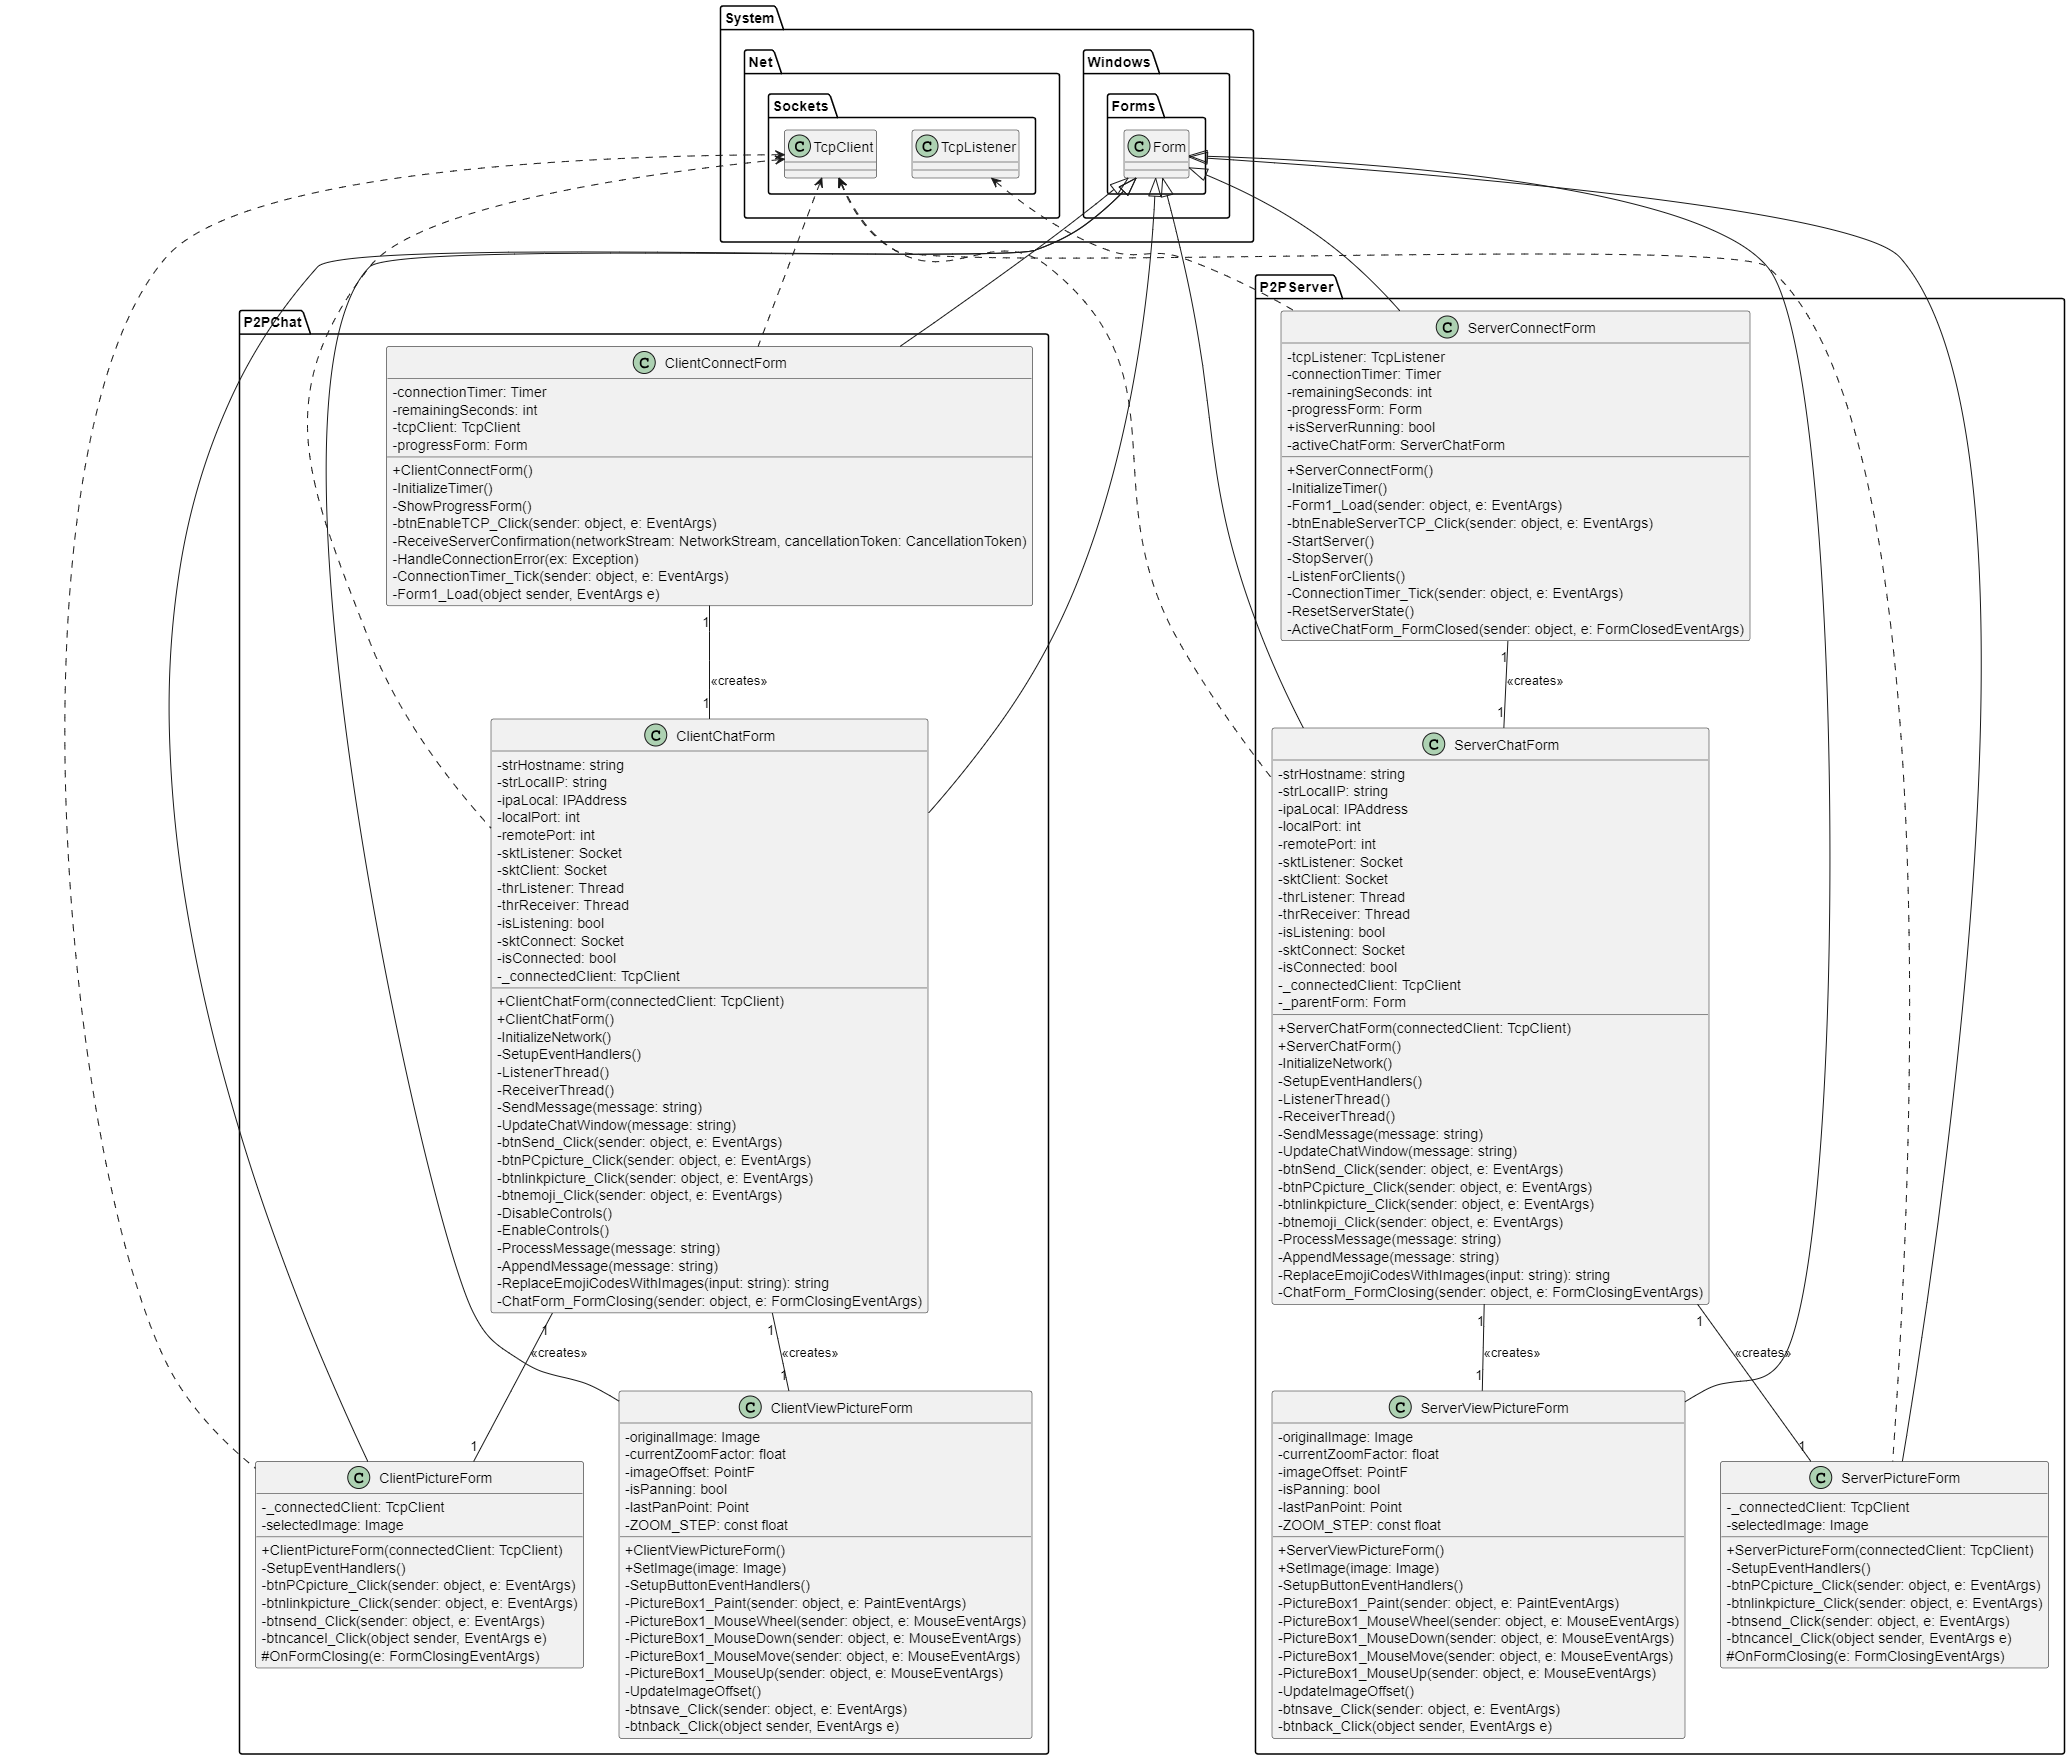 System
Net
Windows
Sockets
Forms
C TcpClient
C TcpListener
C Form
P2PChat
C ClientConnectForm
-connectionTimer: Timer
-remainingSeconds: int
-tcpClient: TcpClient
-progressForm: Form
+ClientConnectForm()
-InitializeTimer()
-ShowProgressForm()
-btnEnableTCP_Click(sender: object, e: EventArgs)
-ReceiveServerConfirmation(networkStream: NetworkStream, cancellationToken: CancellationToken)
-HandleConnectionError(ex: Exception)
-ConnectionTimer_Tick(sender: object, e: EventArgs)
-Form1_Load(object sender, EventArgs e)
1
«creates»
1
C ClientChatForm
-strHostname: string
-strLocalIP: string
-ipaLocal: IPAddress
-localPort: int
-remotePort: int
-sktListener: Socket
-sktClient: Socket
-thrListener: Thread
-thrReceiver: Thread
-isListening: bool
-sktConnect: Socket
-isConnected: bool
-_connectedClient: TcpClient
+ClientChatForm(connectedClient: TcpClient)
+ClientChatForm()
-InitializeNetwork()
-SetupEventHandlers()
-ListenerThread()
-ReceiverThread()
-SendMessage(message: string)
-UpdateChatWindow(message: string)
-btnSend_Click(sender: object, e: EventArgs)
-btnPCpicture_Click(sender: object, e: EventArgs)
-btnlinkpicture_Click(sender: object, e: EventArgs)
-btnemoji_Click(sender: object, e: EventArgs)
-DisableControls()
-EnableControls()
-ProcessMessage(message: string)
-AppendMessage(message: string)
-ReplaceEmojiCodesWithImages(input: string): string
-ChatForm_FormClosing(sender: object, e: FormClosingEventArgs)
1
«creates»
1
1
«creates»
1
C ClientPictureForm
-_connectedClient: TcpClient
-selectedImage: Image
+ClientPictureForm(connectedClient: TcpClient)
-SetupEventHandlers()
-btnPCpicture_Click(sender: object, e: EventArgs)
-btnlinkpicture_Click(sender: object, e: EventArgs)
-btnsend_Click(sender: object, e: EventArgs)
-btncancel_Click(object sender, EventArgs e)
#OnFormClosing(e: FormClosingEventArgs)
C ClientViewPictureForm
-originalImage: Image
-currentZoomFactor: float
-imageOffset: PointF
-isPanning: bool
-lastPanPoint: Point
-ZOOM_STEP: const float
+ClientViewPictureForm()
+SetImage(image: Image)
-SetupButtonEventHandlers()
-PictureBox1_Paint(sender: object, e: PaintEventArgs)
-PictureBox1_MouseWheel(sender: object, e: MouseEventArgs)
-PictureBox1_MouseDown(sender: object, e: MouseEventArgs)
-PictureBox1_MouseMove(sender: object, e: MouseEventArgs)
-PictureBox1_MouseUp(sender: object, e: MouseEventArgs)
-UpdateImageOffset()
-btnsave_Click(sender: object, e: EventArgs)
-btnback_Click(object sender, EventArgs e)
P2PServer
C ServerConnectForm
-tcpListener: TcpListener
-connectionTimer: Timer
-remainingSeconds: int
-progressForm: Form
+isServerRunning: bool
-activeChatForm: ServerChatForm
+ServerConnectForm()
-InitializeTimer()
-Form1_Load(sender: object, e: EventArgs)
-btnEnableServerTCP_Click(sender: object, e: EventArgs)
-StartServer()
-StopServer()
-ListenForClients()
-ConnectionTimer_Tick(sender: object, e: EventArgs)
-ResetServerState()
-ActiveChatForm_FormClosed(sender: object, e: FormClosedEventArgs)
1
«creates»
1
C ServerChatForm
-strHostname: string
-strLocalIP: string
-ipaLocal: IPAddress
-localPort: int
-remotePort: int
-sktListener: Socket
-sktClient: Socket
-thrListener: Thread
-thrReceiver: Thread
-isListening: bool
-sktConnect: Socket
-isConnected: bool
-_connectedClient: TcpClient
-_parentForm: Form
+ServerChatForm(connectedClient: TcpClient)
+ServerChatForm()
-InitializeNetwork()
-SetupEventHandlers()
-ListenerThread()
-ReceiverThread()
-SendMessage(message: string)
-UpdateChatWindow(message: string)
-btnSend_Click(sender: object, e: EventArgs)
-btnPCpicture_Click(sender: object, e: EventArgs)
-btnlinkpicture_Click(sender: object, e: EventArgs)
-btnemoji_Click(sender: object, e: EventArgs)
-ProcessMessage(message: string)
-AppendMessage(message: string)
-ReplaceEmojiCodesWithImages(input: string): string
-ChatForm_FormClosing(sender: object, e: FormClosingEventArgs)
1
«creates»
1
1
«creates»
1
C ServerViewPictureForm
-originalImage: Image
-currentZoomFactor: float
-imageOffset: PointF
-isPanning: bool
-lastPanPoint: Point
-ZOOM_STEP: const float
+ServerViewPictureForm()
+SetImage(image: Image)
-SetupButtonEventHandlers()
-PictureBox1_Paint(sender: object, e: PaintEventArgs)
-PictureBox1_MouseWheel(sender: object, e: MouseEventArgs)
-PictureBox1_MouseDown(sender: object, e: MouseEventArgs)
-PictureBox1_MouseMove(sender: object, e: MouseEventArgs)
-PictureBox1_MouseUp(sender: object, e: MouseEventArgs)
-UpdateImageOffset()
-btnsave_Click(sender: object, e: EventArgs)
-btnback_Click(object sender, EventArgs e)
C ServerPictureForm
-_connectedClient: TcpClient
-selectedImage: Image
+ServerPictureForm(connectedClient: TcpClient)
-SetupEventHandlers()
-btnPCpicture_Click(sender: object, e: EventArgs)
-btnlinkpicture_Click(sender: object, e: EventArgs)
-btnsend_Click(sender: object, e: EventArgs)
-btncancel_Click(object sender, EventArgs e)
#OnFormClosing(e: FormClosingEventArgs)